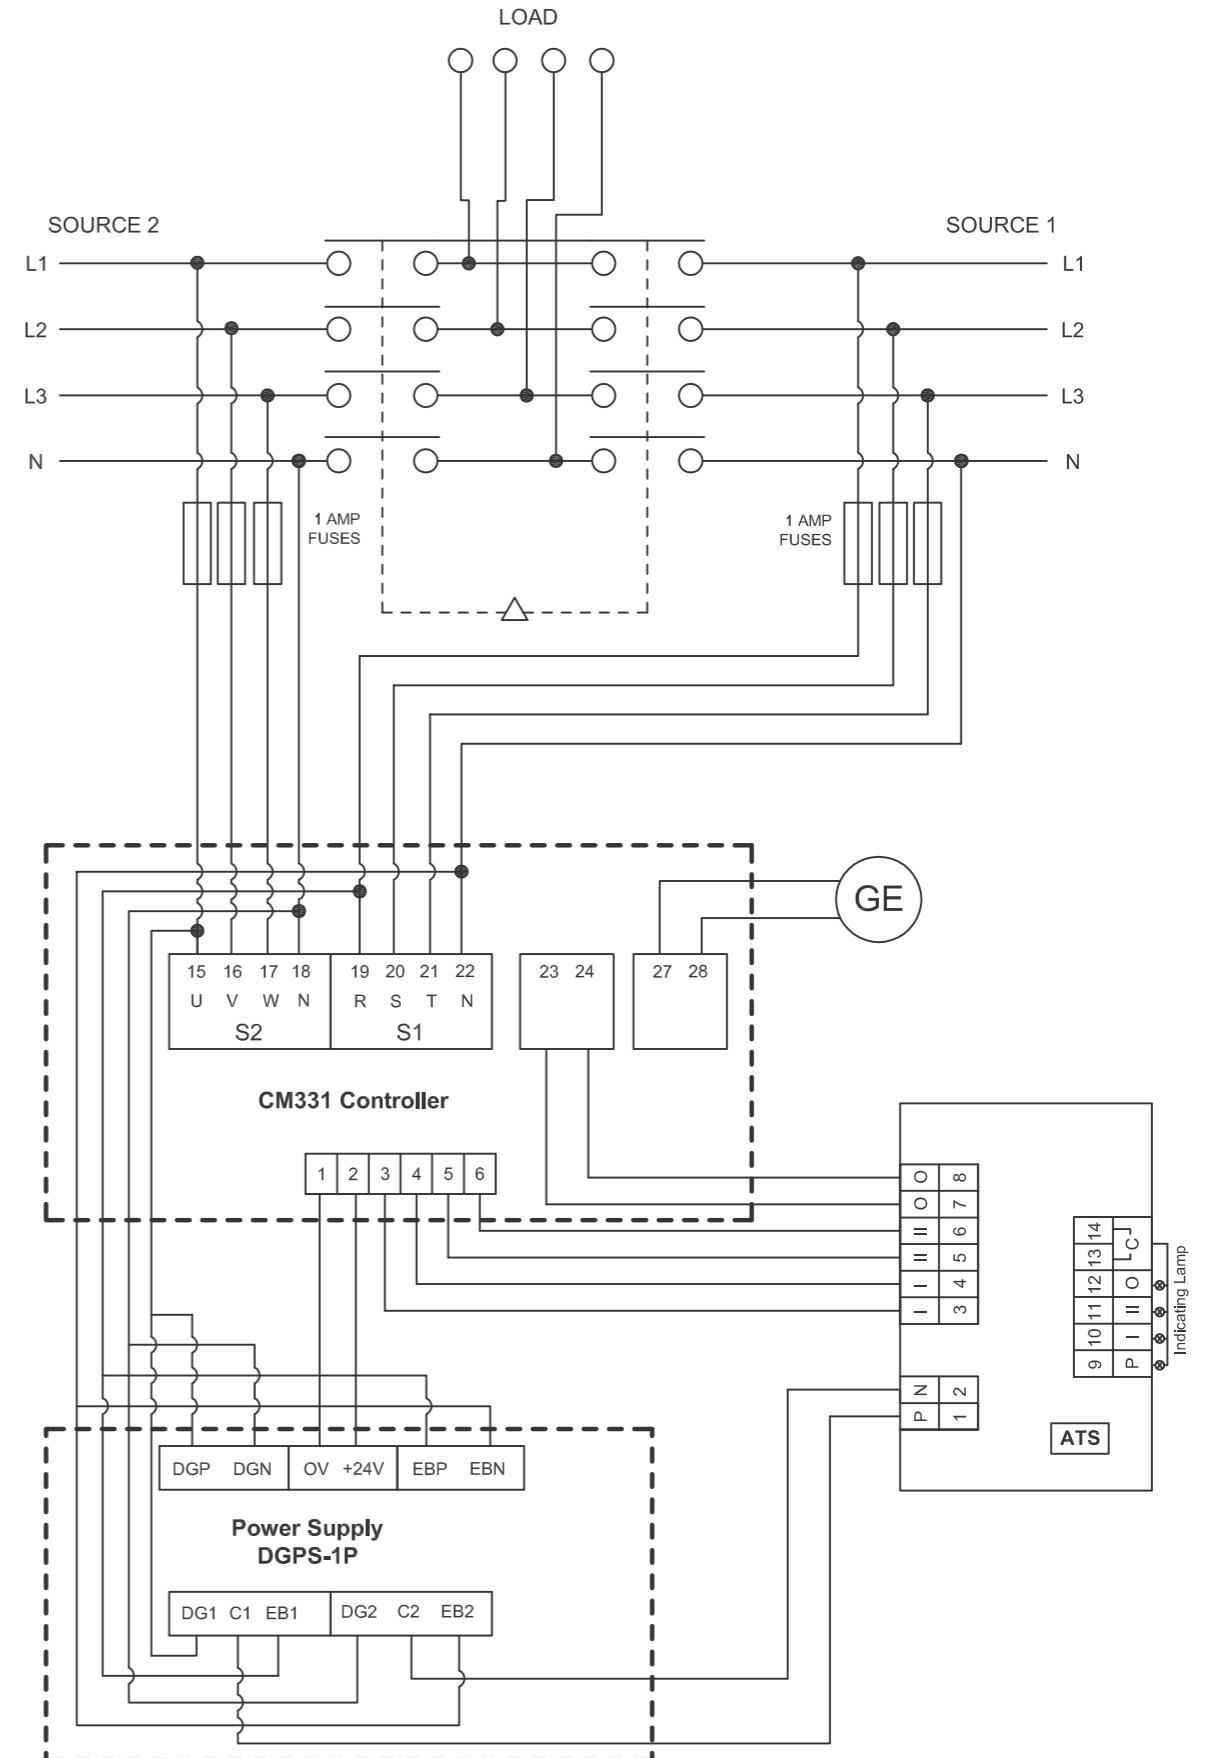 LOAD
SOURCE 2
SOURCE 1
L1
L1
L2
L2
L3
L3
N
N
1 AMP
FUSES
1 AMP
FUSES
GE
15 16 17 18 19 20 21 22
U V W N R S T N
S2 S1
23 24
27 28
CM331 Controller
1 2 3 4 5 6
O 8
O 7
II 6
II 5
I 4
I 3
N 2
P 1
14
13
C
12 O
11 II
10 I
9 P
Indicating Lamp
ATS
DGP DGN OV +24V EBP EBN
Power Supply
DGPS-1P
DG1 C1 EB1 DG2 C2 EB2